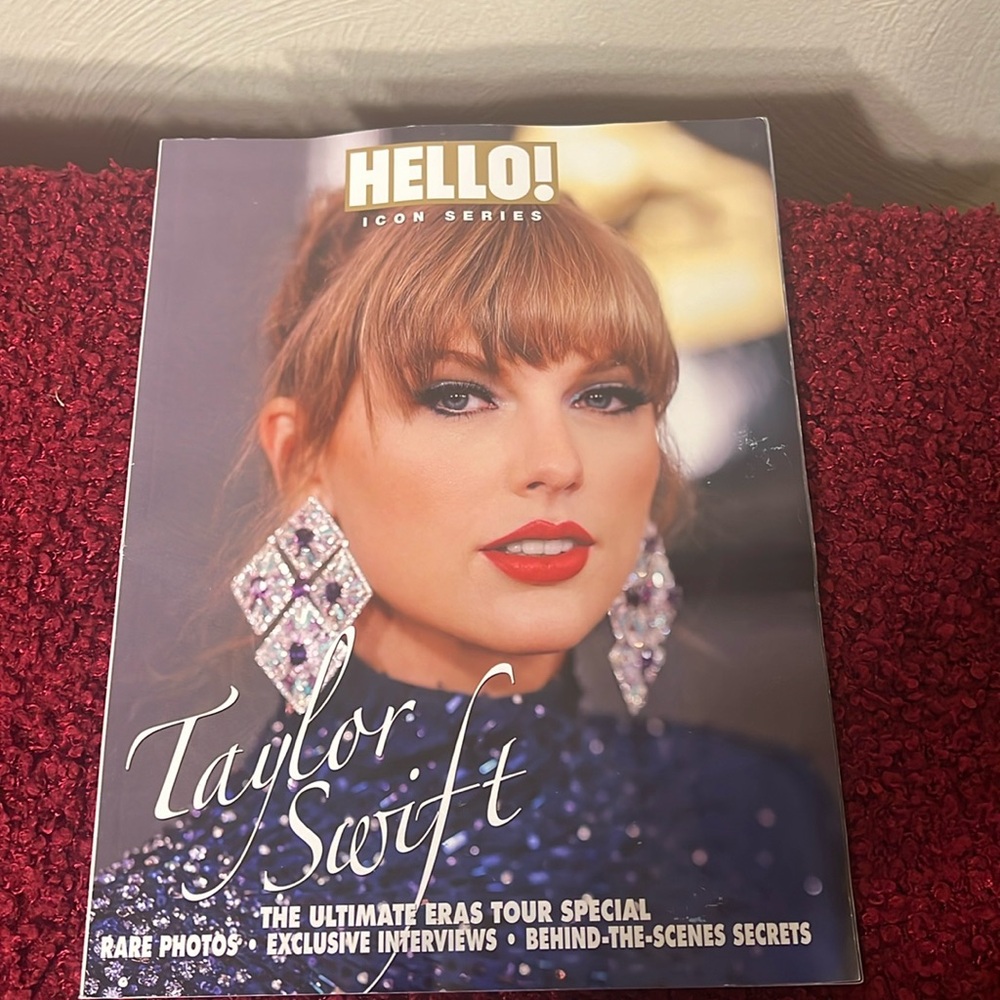 HELLO!
ICON SERIES
Taylor
Swift
THE ULTIMATE ERAS TOUR SPECIAL
RARE PHOTOS • EXCLUSIVE INTERVIEWS • BEHIND-THE-SCENES SECRETS